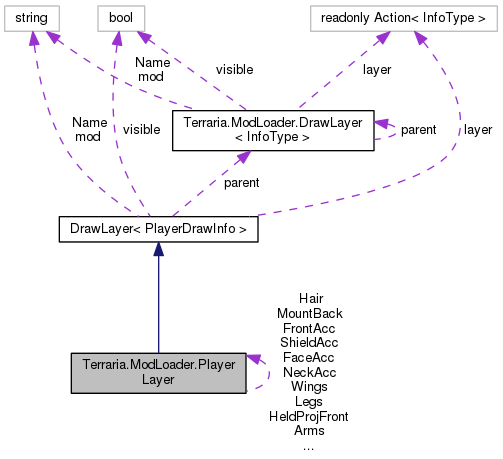 string
bool
readonly Action< InfoType >
Name
mod
visible
layer
Terraria.ModLoader.DrawLayer
< InfoType >
parent
Name
mod
visible
layer
parent
DrawLayer< PlayerDrawInfo >
Terraria.ModLoader.Player
Layer
Hair
MountBack
FrontAcc
ShieldAcc
FaceAcc
NeckAcc
Wings
Legs
HeldProjFront
Arms
...